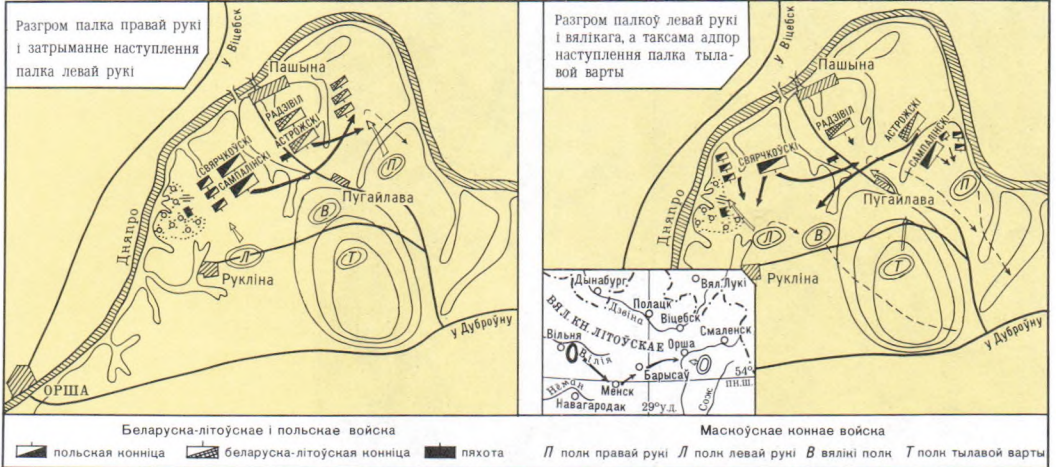 Разгром палка правай рукі
і затрыманне наступлення
палка левай рукі
у Віцебск
Пашына
РАДЗІВІЛ
АСТРОЖСКІ
СВЯРЧКОЎСКІ
САМПАЛІНСКІ
П
Пугайлава
В
Дняпро
Л
Т
Рукліна
у Дуброўну
ОРША
Разгром палкоў левай рукі
і вялікага, а таксама адпор
наступлення палка тыла-
вой варты
у Віцебск
Пашына
РАДЗІВІЛ
АСТРОЖСКІ
СВЯРЧКОЎСКІ
САМПАЛІНСКІ
П
Пугайлава
Дняпро
Л
В
Т
Рукліна
у Дуброўну
Дынабург
Вял. Лукі
Полацк
Дзвіна
Віцебск
ВЯЛ. КН. ЛІТОЎСКАЕ
Смаленск
Вільня
Орша
Вілія
Барысаў
54°
пн.ш.
Менск
Нёман
Сож
Навагародак
29°у.д.
Беларуска-літоўскае і польскае войска
Маскоўскае коннае войска
польская конніца
беларуска-літоўская конніца
пяхота
П полк правай рукі
Л полк левай рукі
В вялікі полк
Т полк тылавой варты